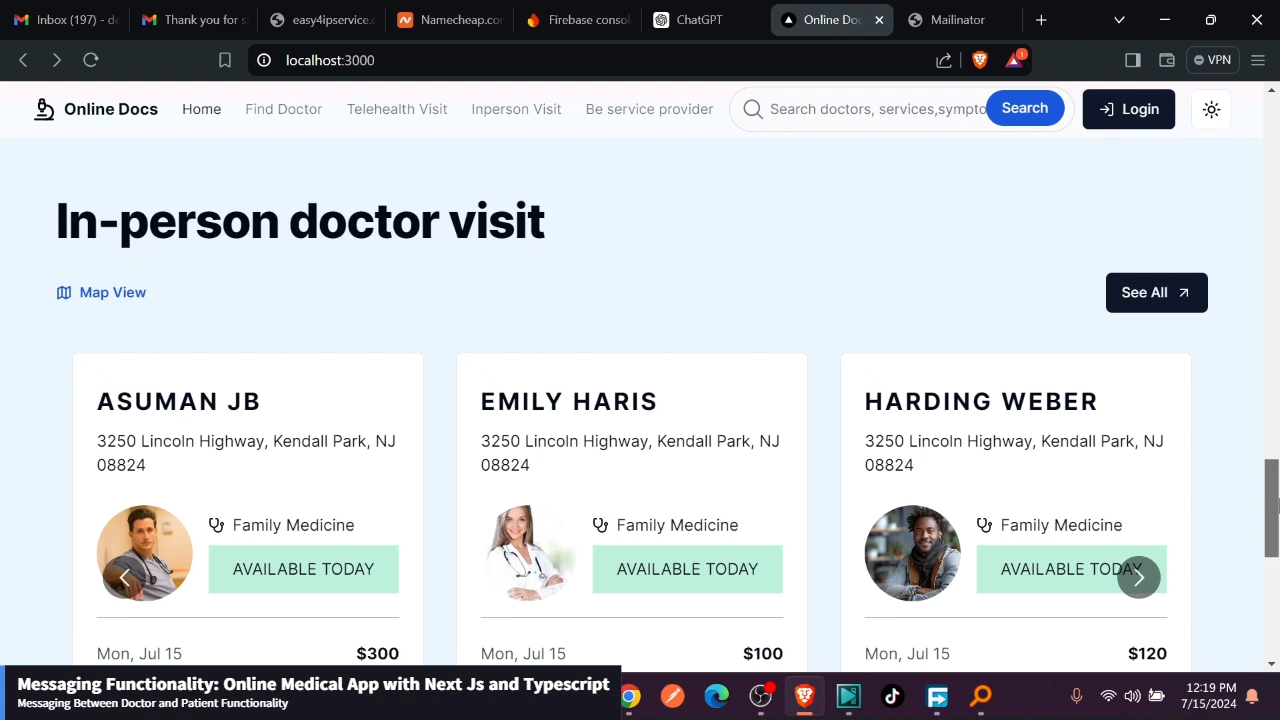 Inbox (197) - de
Thank you for s
easy4ipservice.c
Namecheap.com
Firebase consol
ChatGPT
Online Doc
Mailinator
localhost:3000
1
VPN
Online Docs
Home
Find Doctor
Telehealth Visit
Inperson Visit
Be service provider
Search doctors, services,sympto
Search
Login
In-person doctor visit
Map View
See All
ASUMAN JB
3250 Lincoln Highway, Kendall Park, NJ
08824
Family Medicine
AVAILABLE TODAY
Mon, Jul 15
$300
EMILY HARIS
3250 Lincoln Highway, Kendall Park, NJ
08824
Family Medicine
AVAILABLE TODAY
Mon, Jul 15
$100
HARDING WEBER
3250 Lincoln Highway, Kendall Park, NJ
08824
Family Medicine
AVAILABLE TODAY
Mon, Jul 15
$120
Messaging Functionality: Online Medical App with Next Js and Typescript
Messaging Between Doctor and Patient Functionality
12:19 PM
7/15/2024